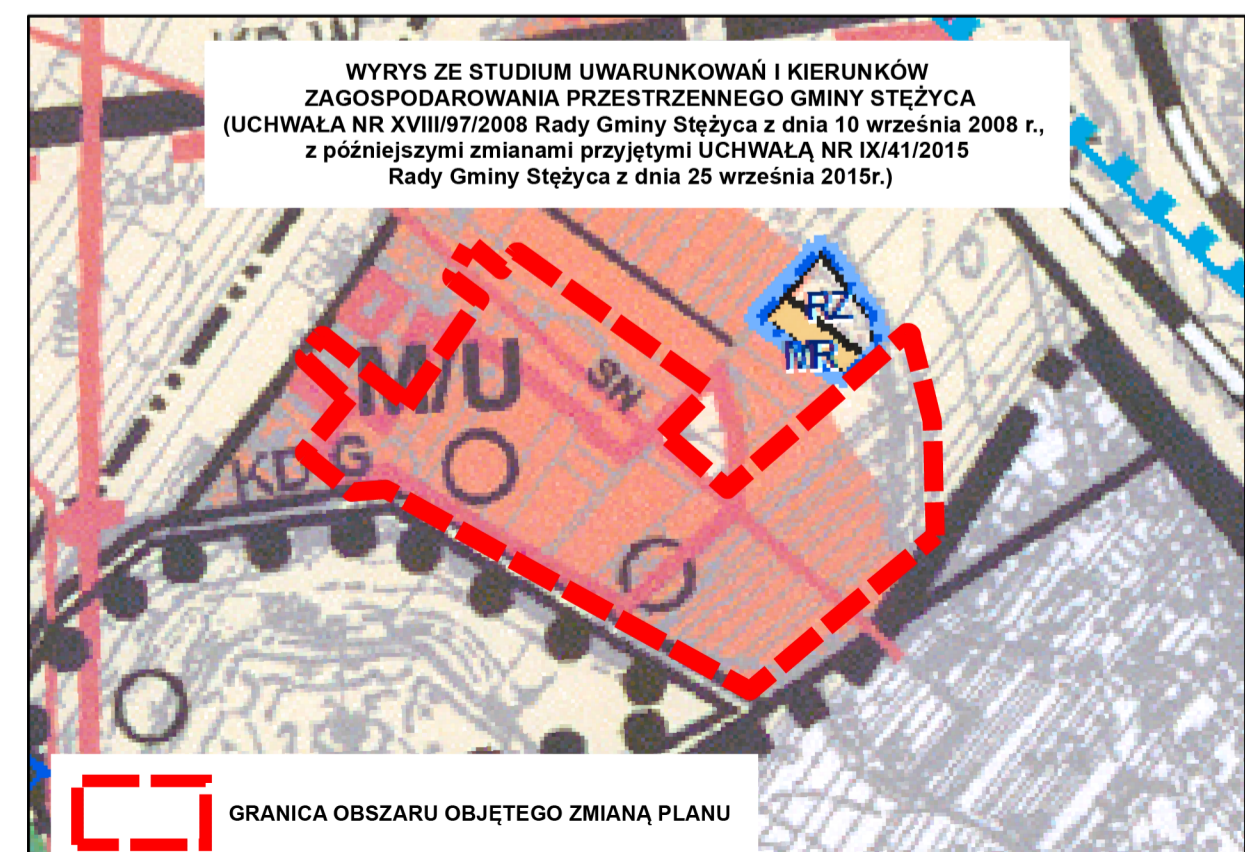 KD.W
WYRYS ZE STUDIUM UWARUNKOWAŃ I KIERUNKÓW
ZAGOSPODAROWANIA PRZESTRZENNEGO GMINY STĘŻYCA
(UCHWAŁA NR XVIII/97/2008 Rady Gminy Stężyca z dnia 10 września 2008 r.,
z późniejszymi zmianami przyjętymi UCHWAŁĄ NR IX/41/2015
Rady Gminy Stężyca z dnia 25 września 2015r.)
RZ
MR
M/U
SN
KD.G
GRANICA OBSZARU OBJĘTEGO ZMIANĄ PLANU